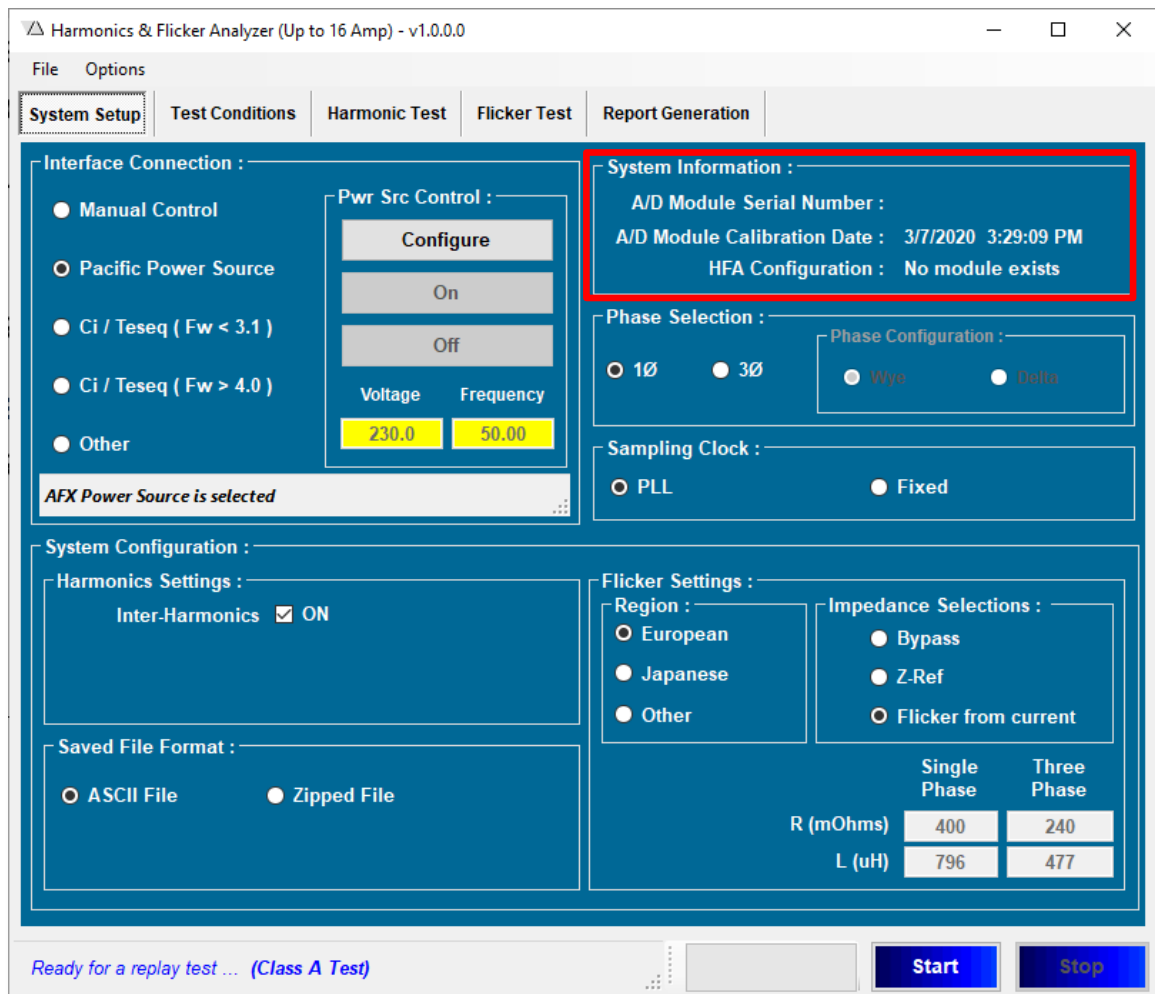 Harmonics & Flicker Analyzer (Up to 16 Amp) - v1.0.0.0
File Options
System Setup Test Conditions Harmonic Test Flicker Test Report Generation
Interface Connection :
Manual Control
Pacific Power Source
Ci / Teseq ( Fw < 3.1 )
Ci / Teseq ( Fw > 4.0 )
Other
Pwr Src Control :
Configure
On
Off
Voltage Frequency
230.0 50.00
AFX Power Source is selected
System Information :
A/D Module Serial Number :
A/D Module Calibration Date : 3/7/2020 3:29:09 PM
HFA Configuration : No module exists
Phase Selection :
1Ø 3Ø
Phase Configuration :
Wye Delta
Sampling Clock :
PLL Fixed
System Configuration :
Harmonics Settings :
Inter-Harmonics ON
Saved File Format :
ASCII File Zipped File
Flicker Settings :
Region :
European
Japanese
Other
Impedance Selections :
Bypass
Z-Ref
Flicker from current
Single Phase Three Phase
R (mOhms) 400 240
L (uH) 796 477
Ready for a replay test ... (Class A Test)
Start Stop